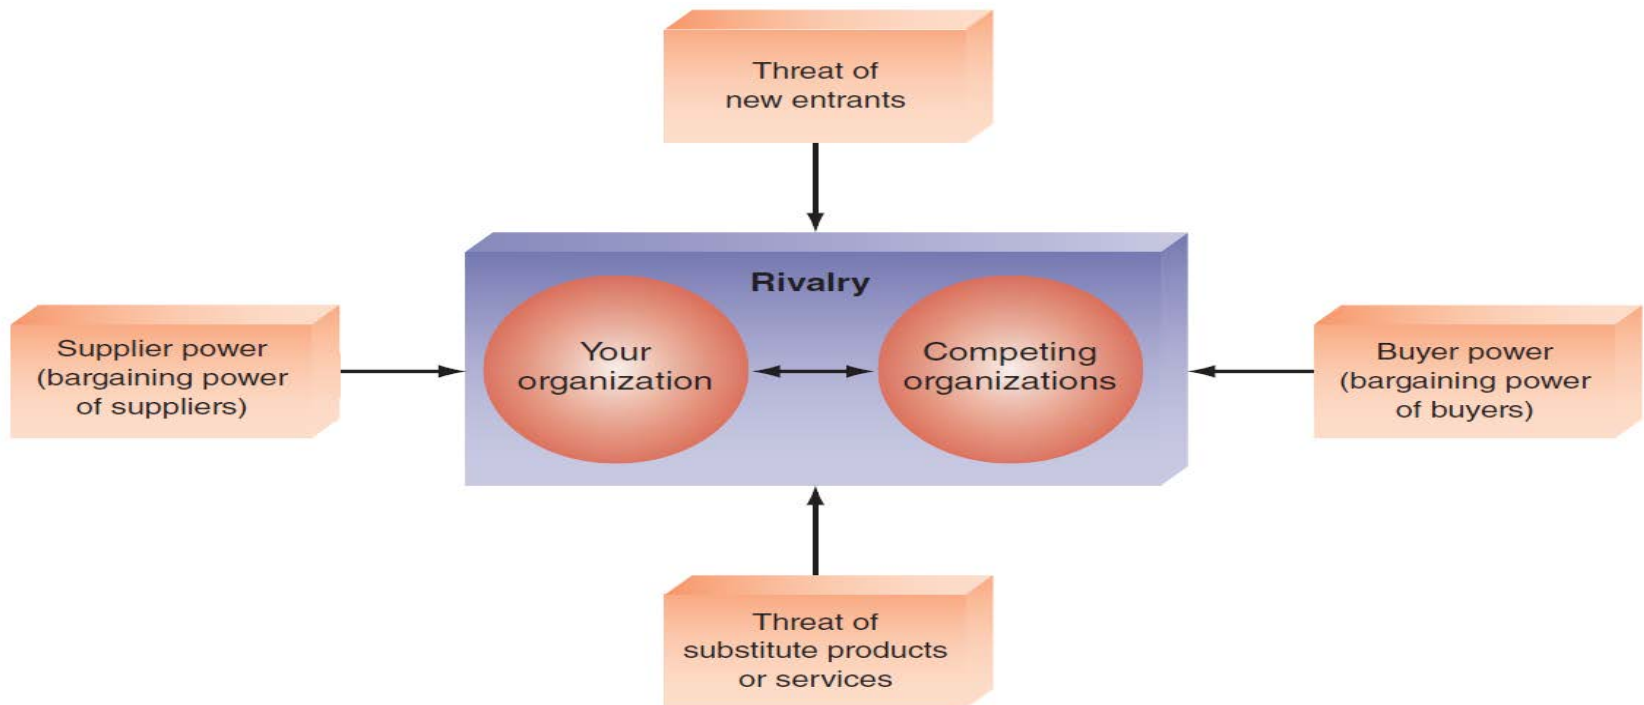 Threat of
new entrants
Rivalry
Supplier power
(bargaining power
of suppliers)
Your
organization
Competing
organizations
Buyer power
(bargaining power
of buyers)
Threat of
substitute products
or services